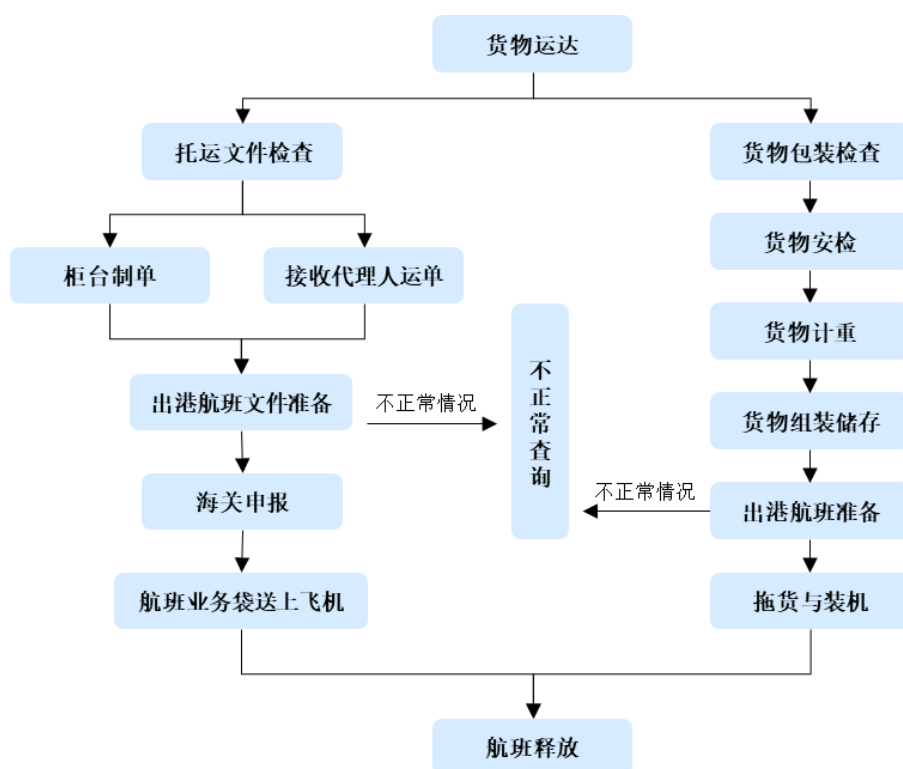 货物运达
托运文件检查
货物包装检查
货物安检
柜台制单
接收代理人运单
货物计重
不正常查询
出港航班文件准备
不正常情况
货物组装储存
海关申报
不正常情况
出港航班准备
航班业务袋送上飞机
拖货与装机
航班释放